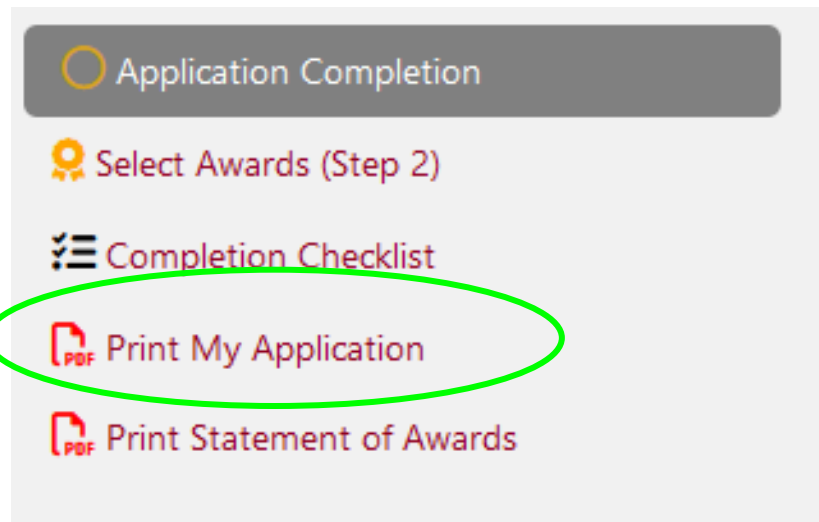 Application Completion
Select Awards (Step 2)
Completion Checklist
PDF Print My Application
PDF Print Statement of Awards